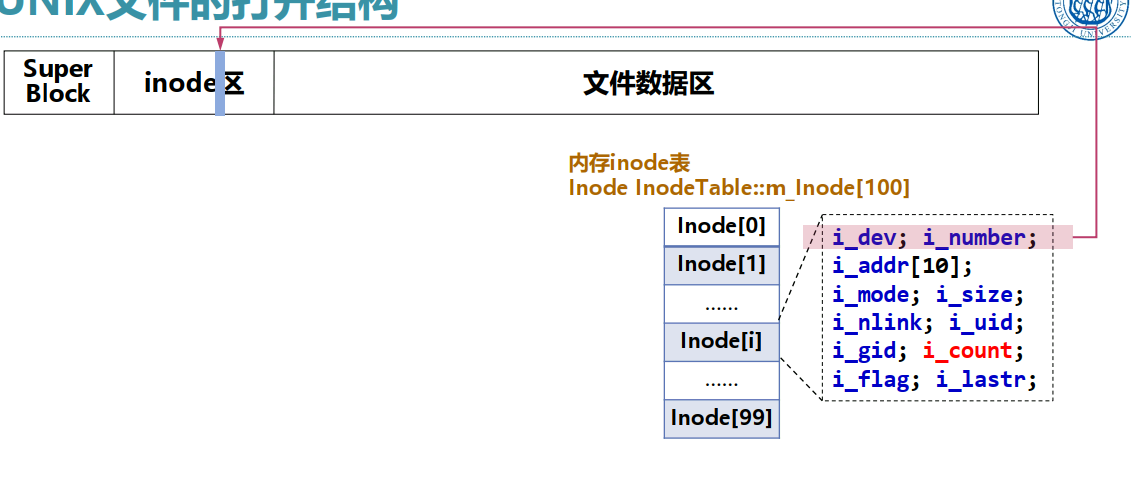 UNIX文件的打开结构
TONGJI UNIVERSITY
Super
Block
inode区
文件数据区
内存inode表
Inode InodeTable::m_Inode[100]
Inode[0]
Inode[1]
……
Inode[i]
……
Inode[99]
i_dev; i_number;
i_addr[10];
i_mode; i_size;
i_nlink; i_uid;
i_gid; i_count;
i_flag; i_lastr;